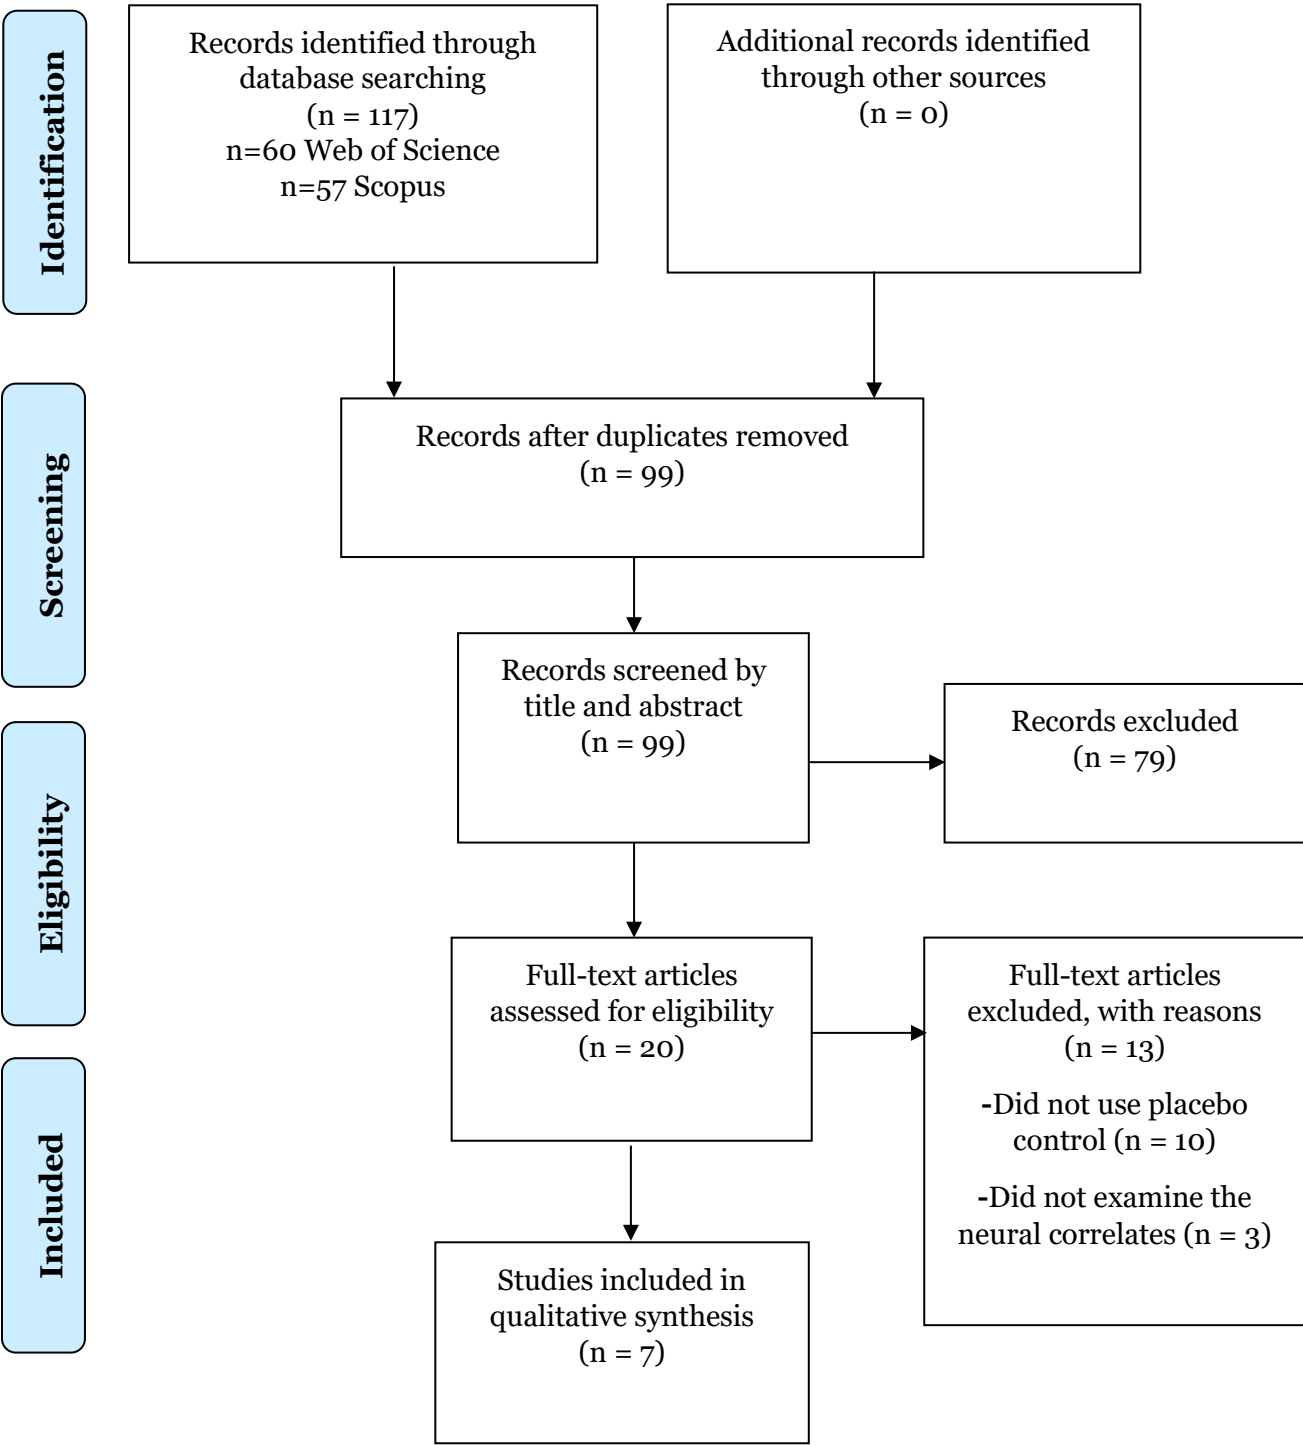 Identification
Records identified through
database searching
(n = 117)
n=60 Web of Science
n=57 Scopus
Additional records identified
through other sources
(n = 0)
Screening
Records after duplicates removed
(n = 99)
Records screened by
title and abstract
(n = 99)
Records excluded
(n = 79)
Eligibility
Full-text articles
assessed for eligibility
(n = 20)
Full-text articles
excluded, with reasons
(n = 13)
-Did not use placebo
control (n = 10)
-Did not examine the
neural correlates (n = 3)
Included
Studies included in
qualitative synthesis
(n = 7)